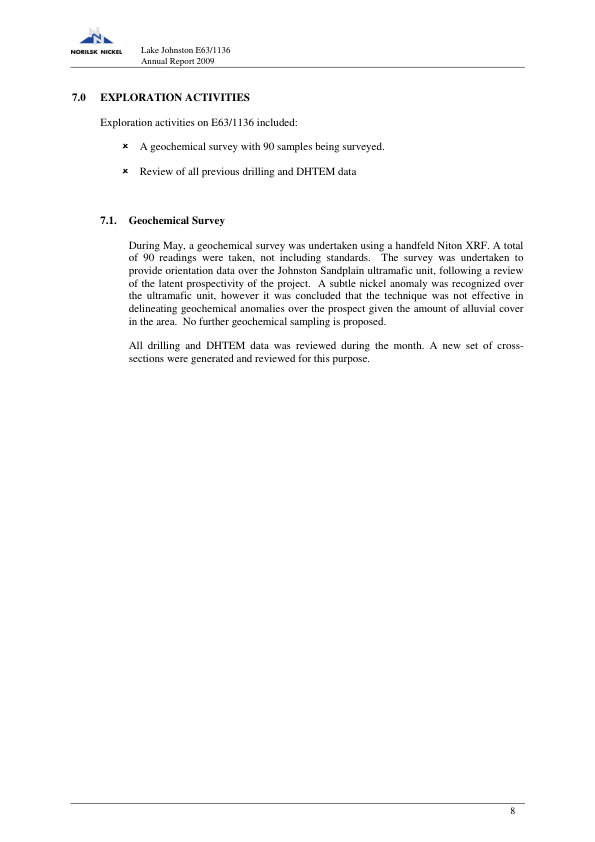 NORILSK NICKEL
Lake Johnston E63/1136
Annual Report 2009
7.0 EXPLORATION ACTIVITIES
Exploration activities on E63/1136 included:
× A geochemical survey with 90 samples being surveyed.
× Review of all previous drilling and DHTEM data
7.1. Geochemical Survey
During May, a geochemical survey was undertaken using a handfeld Niton XRF. A total
of 90 readings were taken, not including standards. The survey was undertaken to
provide orientation data over the Johnston Sandplain ultramafic unit, following a review
of the latent prospectivity of the project. A subtle nickel anomaly was recognized over
the ultramafic unit, however it was concluded that the technique was not effective in
delineating geochemical anomalies over the prospect given the amount of alluvial cover
in the area. No further geochemical sampling is proposed.
All drilling and DHTEM data was reviewed during the month. A new set of cross-
sections were generated and reviewed for this purpose.
8